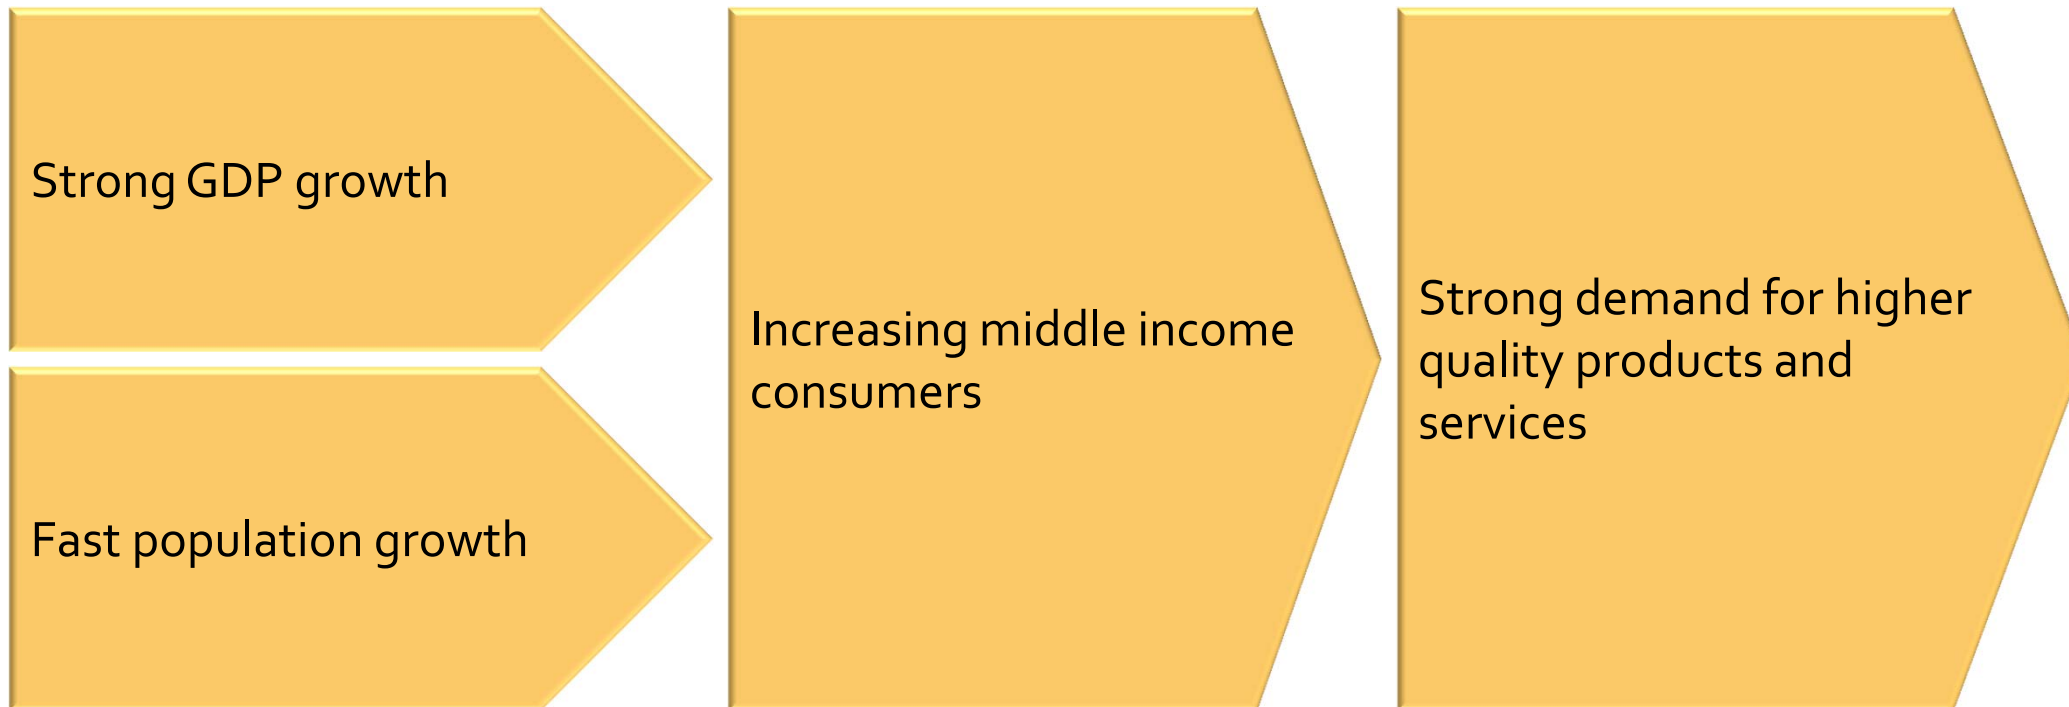 Strong GDP growth
Fast population growth
Increasing middle income
consumers
Strong demand for higher
quality products and
services